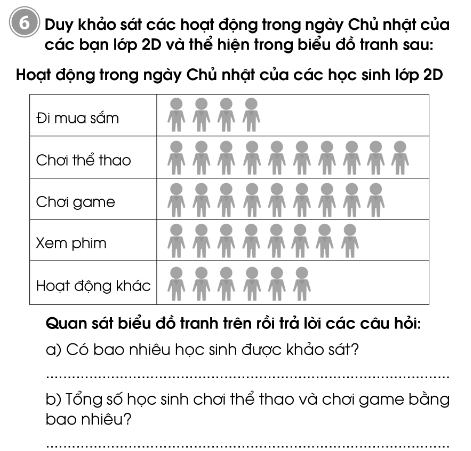 6 Duy khảo sát các hoạt động trong ngày Chủ nhật của
các bạn lớp 2D và thể hiện trong biểu đồ tranh sau:
Hoạt động trong ngày Chủ nhật của các học sinh lớp 2D
Đi mua sắm
Chơi thể thao
Chơi game
Xem phim
Hoạt động khác
Quan sát biểu đồ tranh trên rồi trả lời các câu hỏi:
a) Có bao nhiêu học sinh được khảo sát?
b) Tổng số học sinh chơi thể thao và chơi game bằng
bao nhiêu?